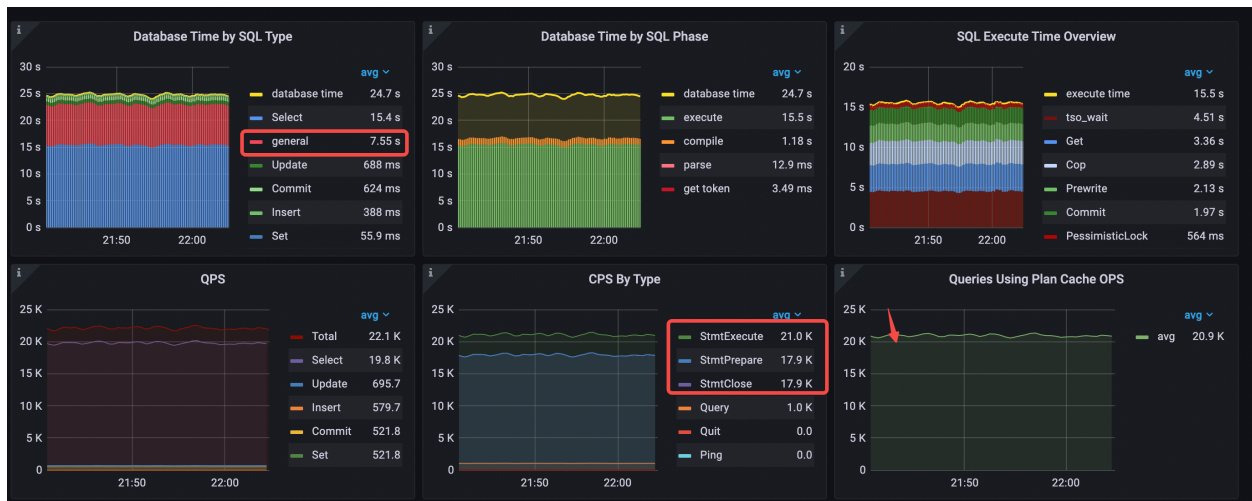 i
Database Time by SQL Type
30 s
25 s
20 s
15 s
10 s
5 s
0 s
21:50 22:00
avg
database time 24.7 s
Select 15.4 s
general 7.55 s
Update 688 ms
Commit 624 ms
Insert 388 ms
Set 55.9 ms
i
Database Time by SQL Phase
30 s
25 s
20 s
15 s
10 s
5 s
0 s
21:50 22:00
avg
database time 24.7 s
execute 15.5 s
compile 1.18 s
parse 12.9 ms
get token 3.49 ms
i
SQL Execute Time Overview
20 s
15 s
10 s
5 s
0 s
21:50 22:00
avg
execute time 15.5 s
tso_wait 4.51 s
Get 3.36 s
Cop 2.89 s
Prewrite 2.13 s
Commit 1.97 s
PessimisticLock 564 ms
i
QPS
25 K
20 K
15 K
10 K
5 K
0
21:50 22:00
avg
Total 22.1 K
Select 19.8 K
Update 695.7
Insert 579.7
Commit 521.8
Set 521.8
i
CPS By Type
25 K
20 K
15 K
10 K
5 K
0
21:50 22:00
avg
StmtExecute 21.0 K
StmtPrepare 17.9 K
StmtClose 17.9 K
Query 1.0 K
Quit 0.0
Ping 0.0
i
Queries Using Plan Cache OPS
25 K
20 K
15 K
10 K
5 K
0
21:50 22:00
avg
avg 20.9 K